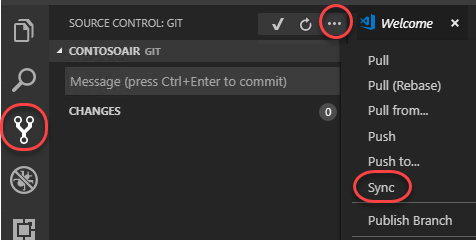 SOURCE CONTROL: GIT
Welcome
CONTOSOAIR GIT
Message (press Ctrl+Enter to commit)
CHANGES 0
Pull
Pull (Rebase)
Pull from...
Push
Push to...
Sync
Publish Branch